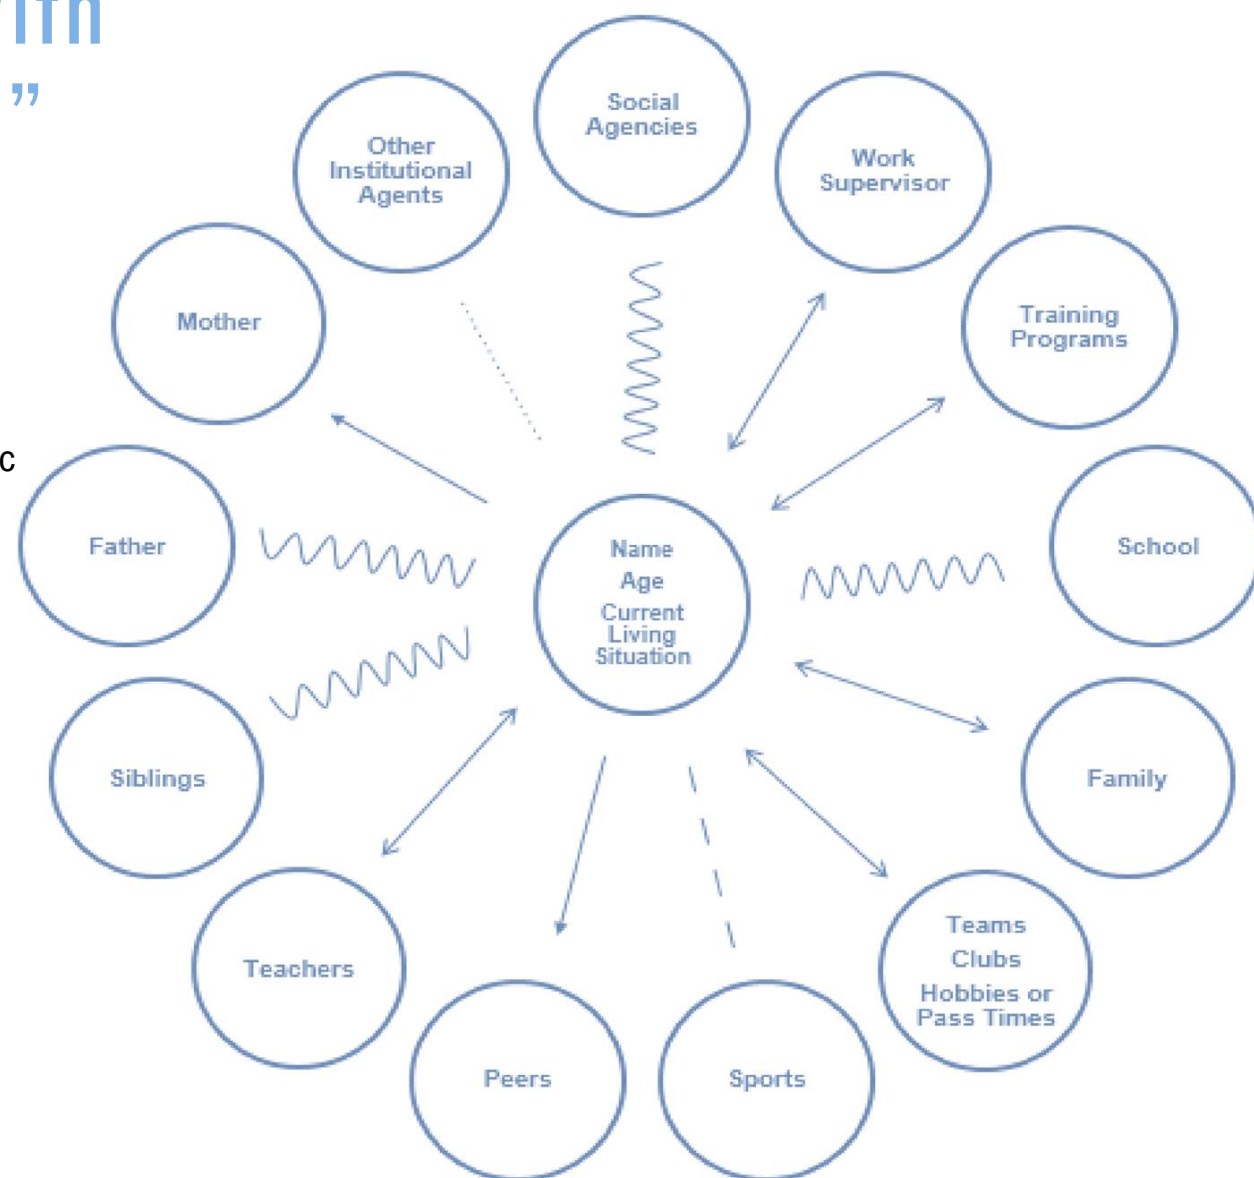 ”
Social
Agencies
Other
Institutional
Agents
Work
Supervisor
Mother
Training
Programs
c
Father
School
Name
Age
Current
Living
Situation
Siblings
Family
Teachers
Teams
Clubs
Hobbies or
Pass Times
Peers
Sports